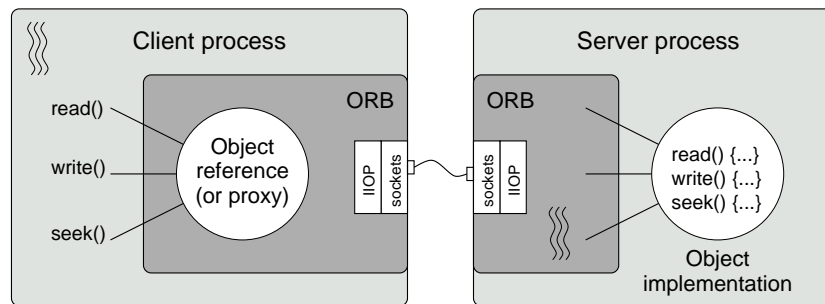 Client process
ORB
read()
write()
seek()
Object
reference
(or proxy)
IIOP
sockets
Server process
ORB
sockets
IIOP
read() {...}
write() {...}
seek() {...}
Object
implementation